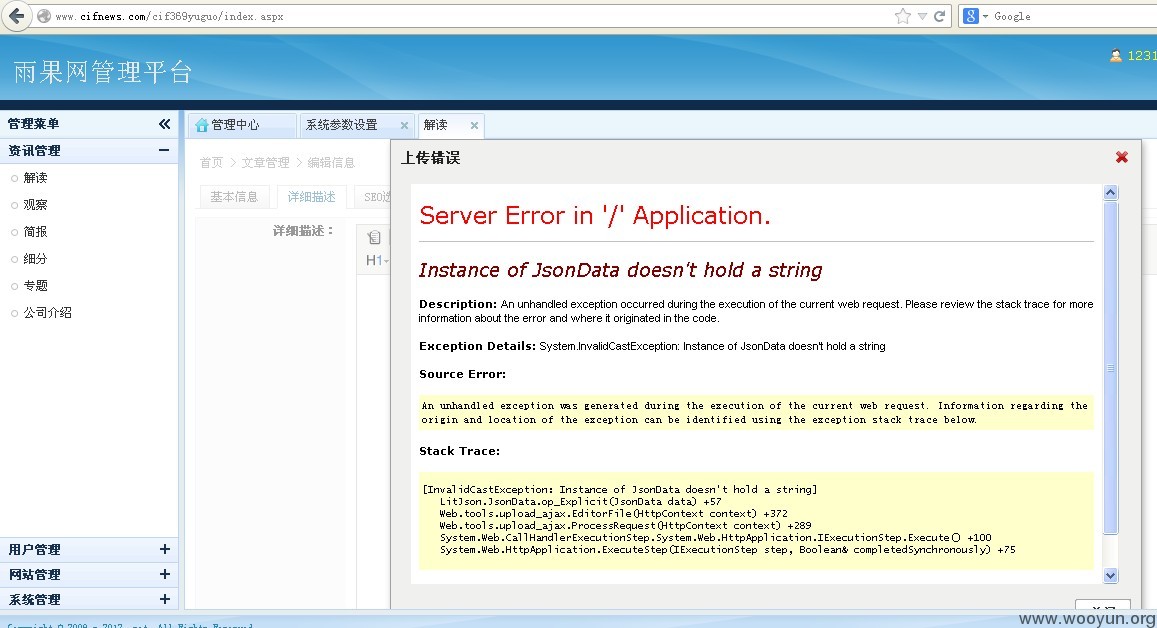 www.cifnews.com/cif369yuguo/index.aspx
Google
雨果网管理平台
1231
管理菜单
管理中心
系统参数设置
解读
资讯管理
解读
观察
简报
细分
专题
公司介绍
首页 > 文章管理 > 编辑信息
基本信息
详细描述
SEO选
详细描述：
H1
上传错误
Server Error in '/' Application.
Instance of JsonData doesn't hold a string
Description: An unhandled exception occurred during the execution of the current web request. Please review the stack trace for more
information about the error and where it originated in the code.
Exception Details: System.InvalidCastException: Instance of JsonData doesn't hold a string
Source Error:
An unhandled exception was generated during the execution of the current web request. Information regarding the
origin and location of the exception can be identified using the exception stack trace below.
Stack Trace:
[InvalidCastException: Instance of JsonData doesn't hold a string]
LitJson.JsonData.op_Explicit(JsonData data) +57
Web.tools.upload_ajax.EditorFile(HttpContext context) +372
Web.tools.upload_ajax.ProcessRequest(HttpContext context) +289
System.Web.CallHandlerExecutionStep.System.Web.HttpApplication.IExecutionStep.Execute() +100
System.Web.HttpApplication.ExecuteStep(IExecutionStep step, Boolean& completedSynchronously) +75
用户管理
网站管理
系统管理
www.wooyun.org